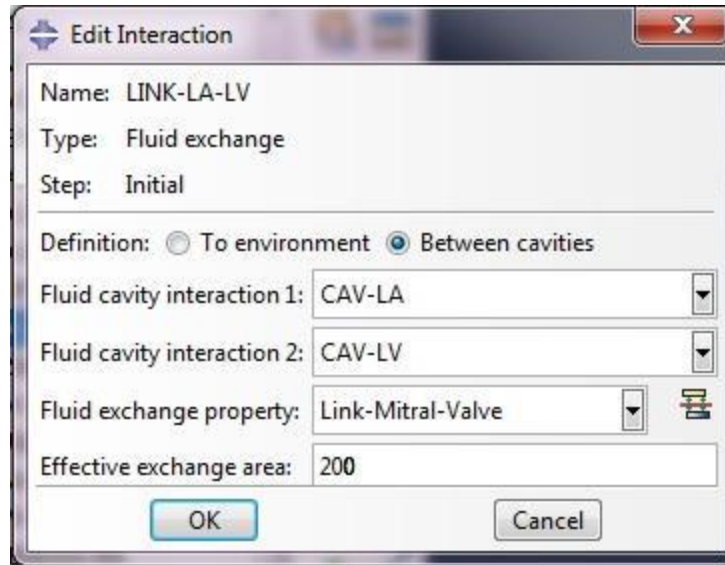 Edit Interaction
Name: LINK-LA-LV
Type: Fluid exchange
Step: Initial
Definition: To environment Between cavities
Fluid cavity interaction 1: CAV-LA
Fluid cavity interaction 2: CAV-LV
Fluid exchange property: Link-Mitral-Valve
Effective exchange area: 200
OK Cancel